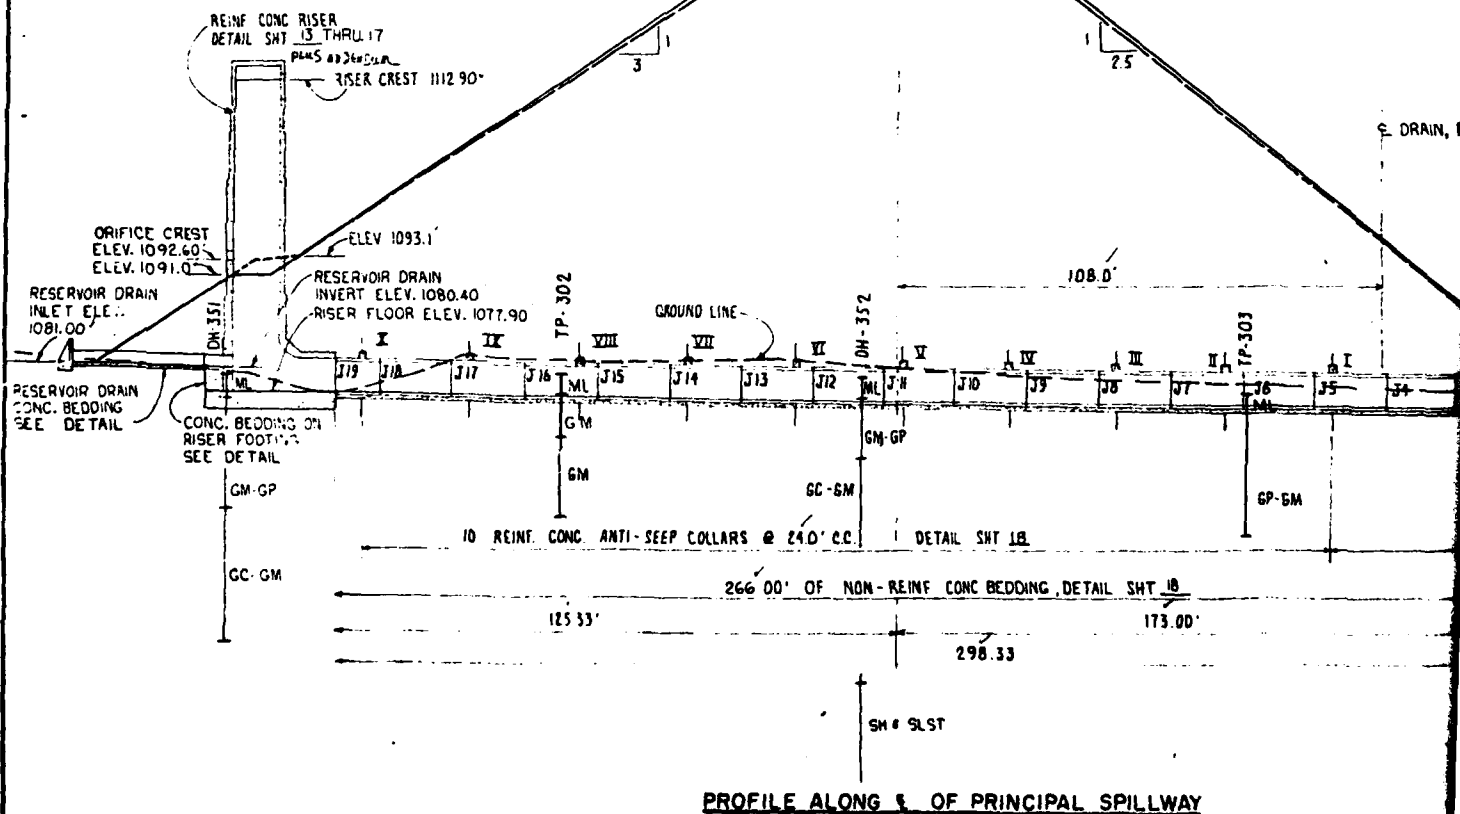 REINF CONC RISER
DETAIL SHT 13 THRU 17
PLUS
RISER CREST 1112.90
1
3
1
2.5
℄ DRAIN,
ORIFICE CREST
ELEV. 1092.60
ELEV. 1091.0
ELEV 1093.1
RESERVOIR DRAIN
INVERT ELEV. 1080.40
RISER FLOOR ELEV. 1077.90
RESERVOIR DRAIN
INLET
1081.00
DH-351
TP-302
GROUND LINE
DH-352
108.0'
TP-303
X
IX
VIII
VII
VI
V
IV
III
II
I
J19
J18
J17
J16
J15
J14
J13
J12
J11
J10
J9
J8
J7
J6
J5
J4
ML
ML
ML
ML
RESERVOIR DRAIN
CONC. BEDDING
SEE DETAIL
CONC. BEDDING ON
RISER FOOTING
SEE DETAIL
GM-GP
GC-GM
GM
GM
GM-GP
GC-GM
GP-GM
10 REINF. CONC. ANTI-SEEP COLLARS @ 24.0' C.C. DETAIL SHT 18
266.00' OF NON-REINF CONC BEDDING, DETAIL SHT 18
125.33'
173.00'
298.33
SM & SLST
PROFILE ALONG ℄ OF PRINCIPAL SPILLWAY